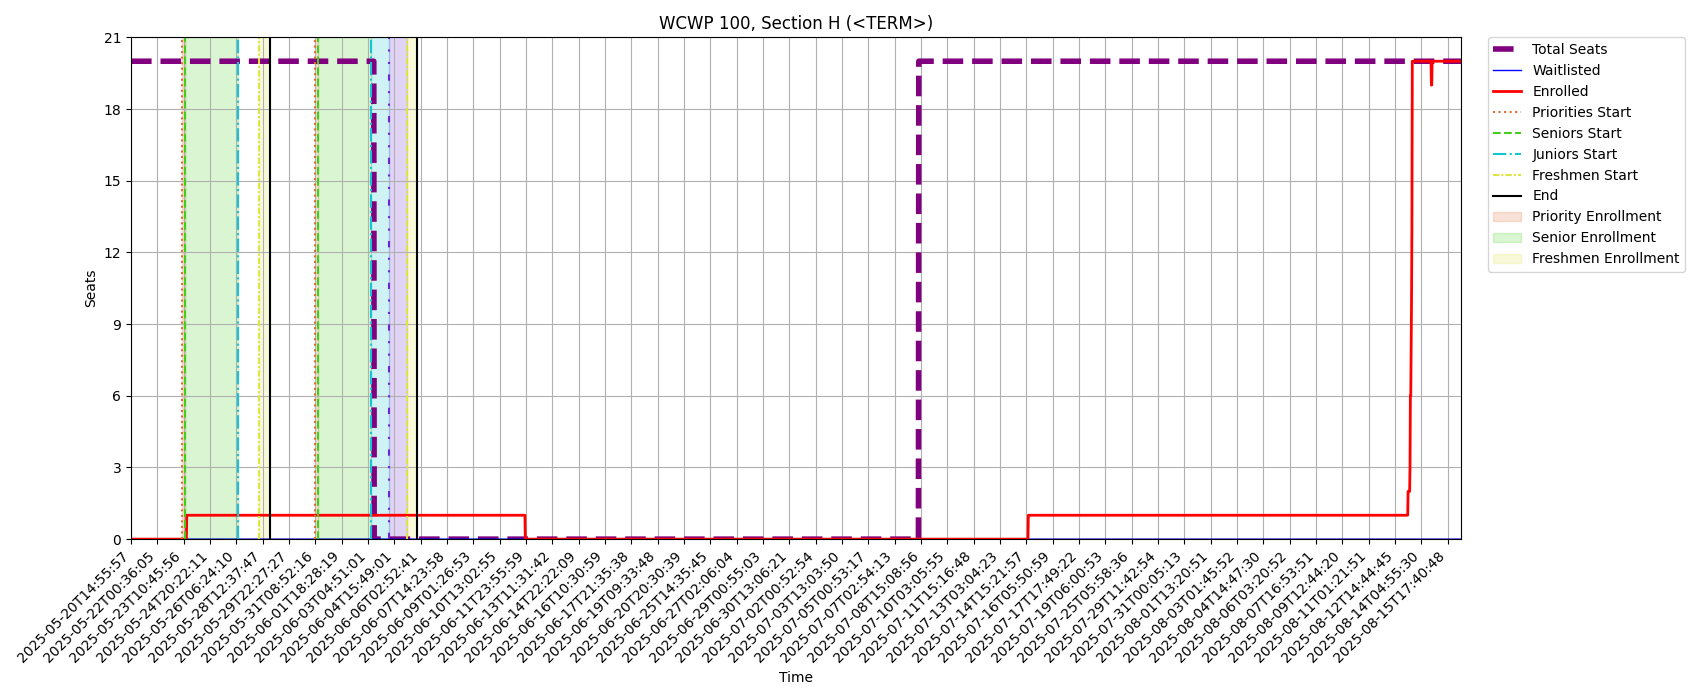 WCWP 100, Section H (<TERM>)
21
18
15
12
9
6
3
0
Seats
Total Seats
Waitlisted
Enrolled
Priorities Start
Seniors Start
Juniors Start
Freshmen Start
End
Priority Enrollment
Senior Enrollment
Freshmen Enrollment
2025-05-20T14:55:57
2025-05-22T00:36:05
2025-05-23T10:45:56
2025-05-24T20:22:11
2025-05-26T06:24:10
2025-05-28T12:37:47
2025-05-29T22:27:27
2025-05-31T08:52:16
2025-06-01T18:28:19
2025-06-03T04:51:01
2025-06-04T15:49:01
2025-06-06T02:52:41
2025-06-07T14:23:58
2025-06-09T01:26:53
2025-06-10T13:02:55
2025-06-11T23:55:59
2025-06-13T11:31:42
2025-06-14T22:22:09
2025-06-16T10:30:59
2025-06-17T21:35:38
2025-06-19T09:33:48
2025-06-20T20:30:39
2025-06-25T14:35:45
2025-06-27T02:06:04
2025-06-29T00:55:03
2025-06-30T13:06:21
2025-07-02T00:52:54
2025-07-03T13:03:50
2025-07-05T00:53:17
2025-07-07T02:54:13
2025-07-08T15:08:56
2025-07-10T03:05:55
2025-07-11T15:16:48
2025-07-13T03:04:23
2025-07-14T15:21:57
2025-07-16T05:50:59
2025-07-17T17:49:22
2025-07-19T06:00:53
2025-07-25T05:58:36
2025-07-29T11:42:54
2025-07-31T00:05:13
2025-08-01T13:20:51
2025-08-03T01:45:52
2025-08-04T14:47:30
2025-08-06T03:20:52
2025-08-07T16:53:51
2025-08-09T12:44:20
2025-08-11T01:21:51
2025-08-12T14:44:45
2025-08-14T04:55:30
2025-08-15T17:40:48
Time